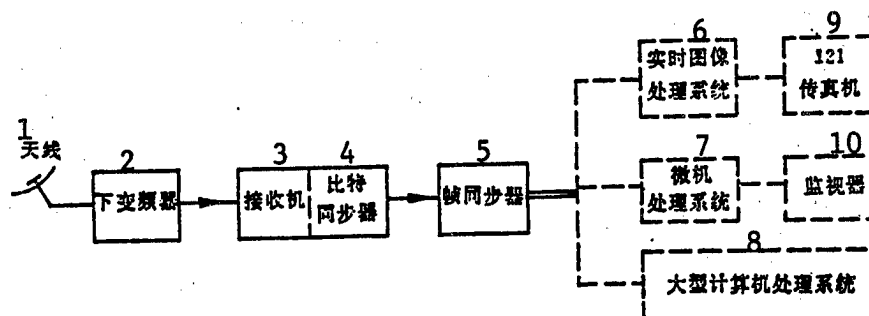 1
天线
2
下变频器
3
接收机
4
比特
同步器
5
帧同步器
6
实时图像
处理系统
9
121
传真机
7
微机
处理系统
10
监视器
8
大型计算机处理系统